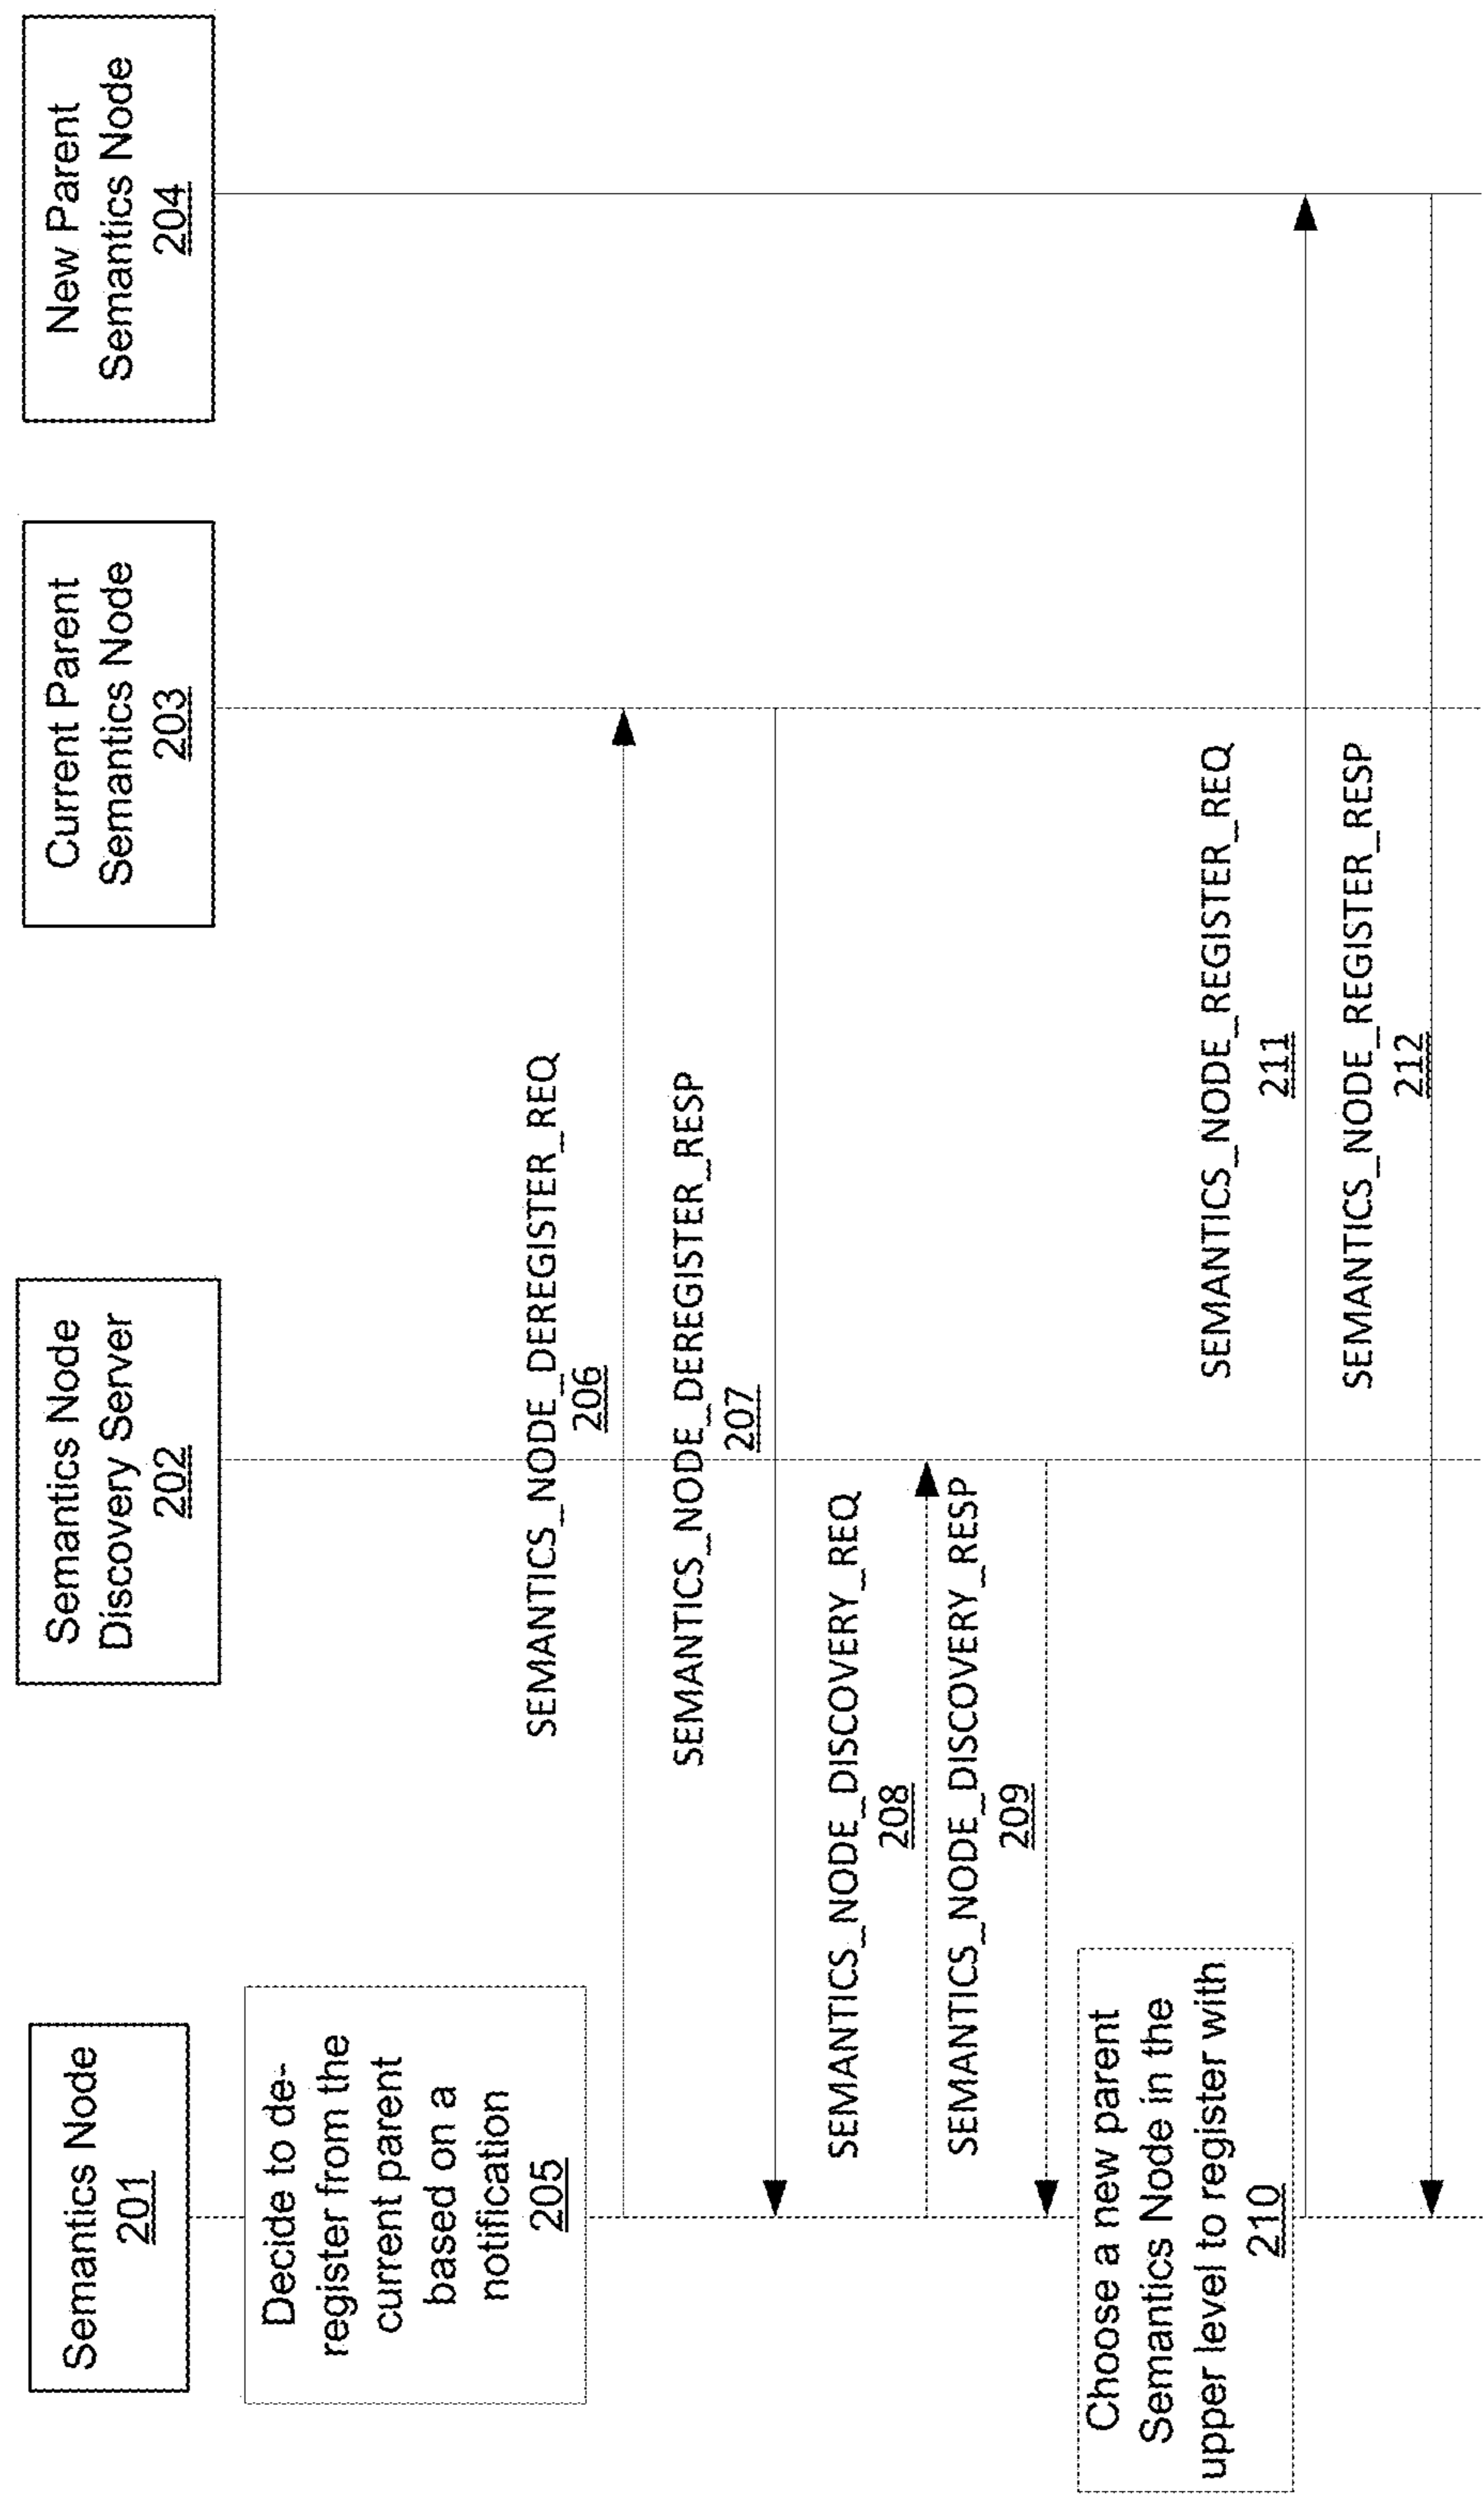 Semantics Node
201
Semantics Node
Discovery Server
202
Current Parent
Semantics Node
203
New Parent
Semantics Node
204
Decide to de-
register from the
current parent
based on a
notification
205
SEMANTICS_NODE_DEREGISTER_REQ
206
SEMANTICS_NODE_DEREGISTER_RESP
207
SEMANTICS_NODE_DISCOVERY_REQ
208
SEMANTICS_NODE_DISCOVERY_RESP
209
Choose a new parent
Semantics Node in the
upper level to register with
210
SEMANTICS_NODE_REGISTER_REQ
211
SEMANTICS_NODE_REGISTER_RESP
212